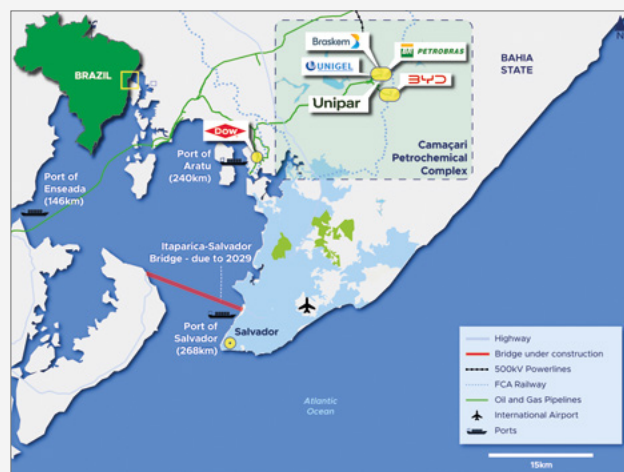 BRAZIL
Braskem
PETROBRAS
UNIGEL
BYD
Unipar
BAHIA
STATE
N
Dow
Camaçari
Petrochemical
Complex
Port of
Aratu
(240km)
Port of
Enseada
(146km)
Itaparica-Salvador
Bridge - due to 2029
Port of
Salvador
(268km)
Salvador
Atlantic
Ocean
Highway
Bridge under construction
500kV Powerlines
FCA Railway
Oil and Gas Pipelines
International Airport
Ports
15km